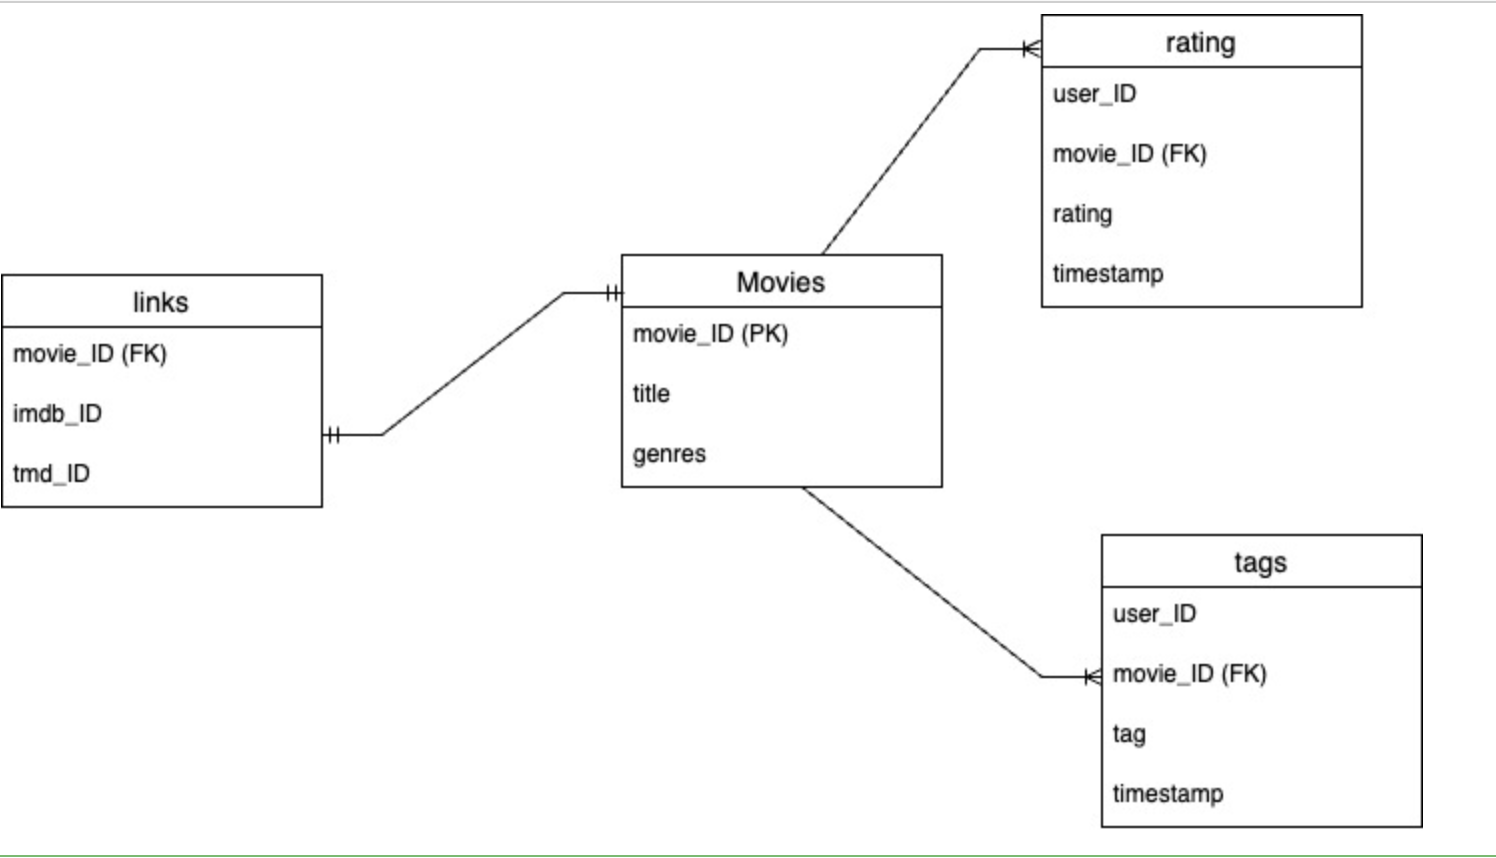 rating
user_ID
movie_ID (FK)
rating
timestamp
links
movie_ID (FK)
imdb_ID
tmd_ID
Movies
movie_ID (PK)
title
genres
tags
user_ID
movie_ID (FK)
tag
timestamp